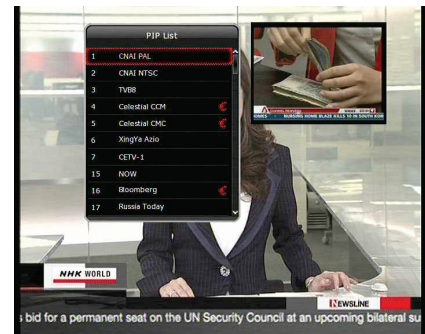 PIP List
1 CNAI PAL
2 CNAI NTSC
3 TVB8
4 Celestial CCM
5 Celestial CMC
6 XingYa Azio
7 CETV-1
15 NOW
16 Bloomberg
17 Russia Today
NURSING HOME BLAZE KILLS 10 IN SOUTH KOR
NHK WORLD
NEWSLINE
s bid for a permanent seat on the UN Security Council at an upcoming bilateral su